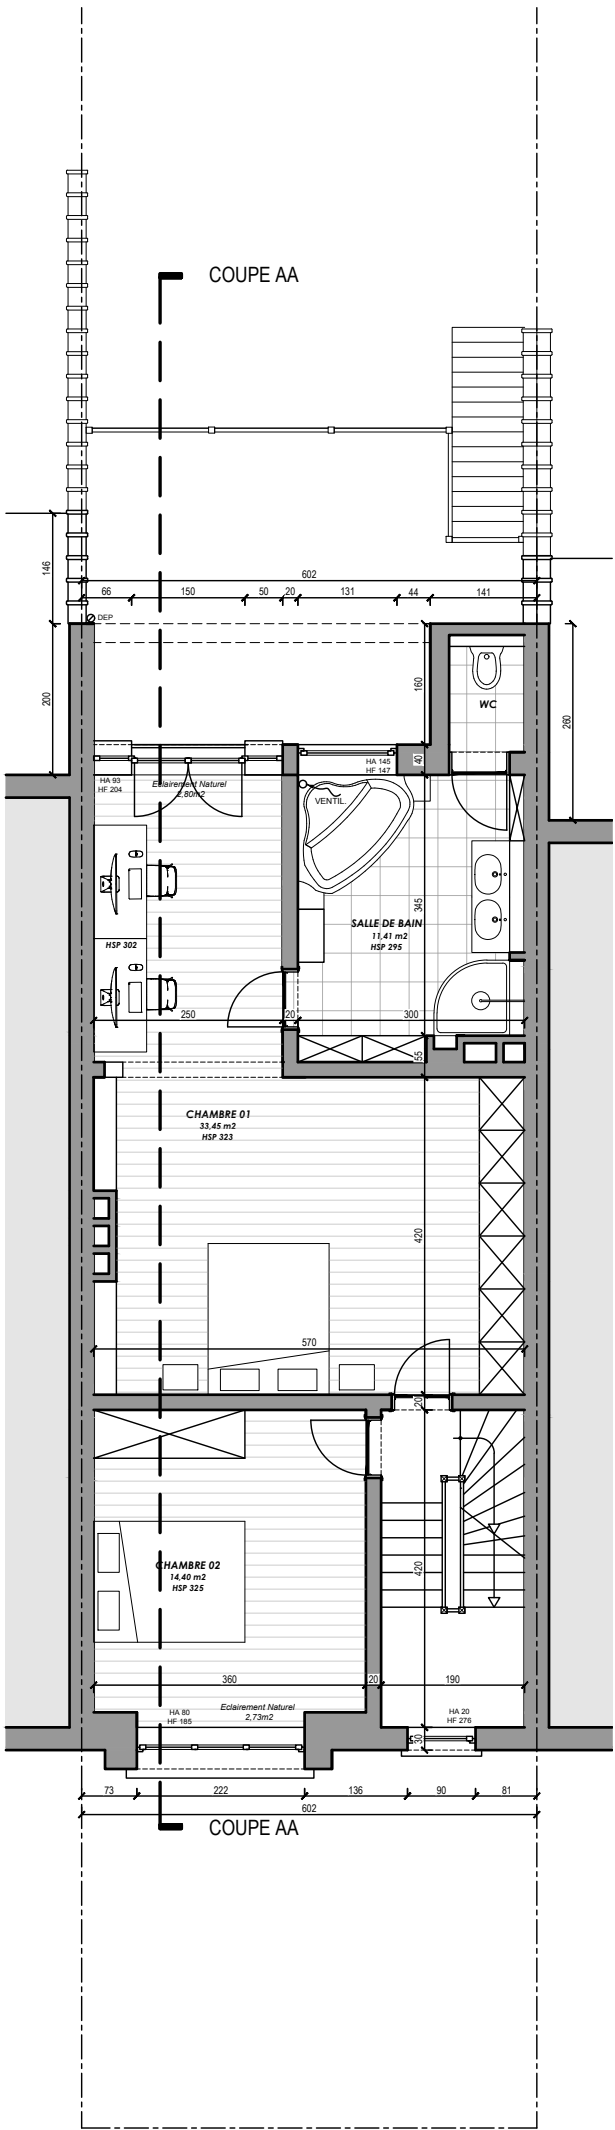 COUPE AA
146
602
66 150 50 20 131 44 141
DEP
200
160
260
WC
HA 93
HF 204
Eclairement Naturel
2,80m2
HA 145
HF 147
40
VENTIL.
345
SALLE DE BAIN
11,41 m2
HSP 295
HSP 302
250 20 300
55
CHAMBRE 01
33,45 m2
HSP 323
420
570
20
CHAMBRE 02
14,40 m2
HSP 325
420
360 20 190
Eclairement Naturel
2,73m2
HA 80
HF 185
HA 20
HF 276
30
73 222 136 90 81
602
COUPE AA